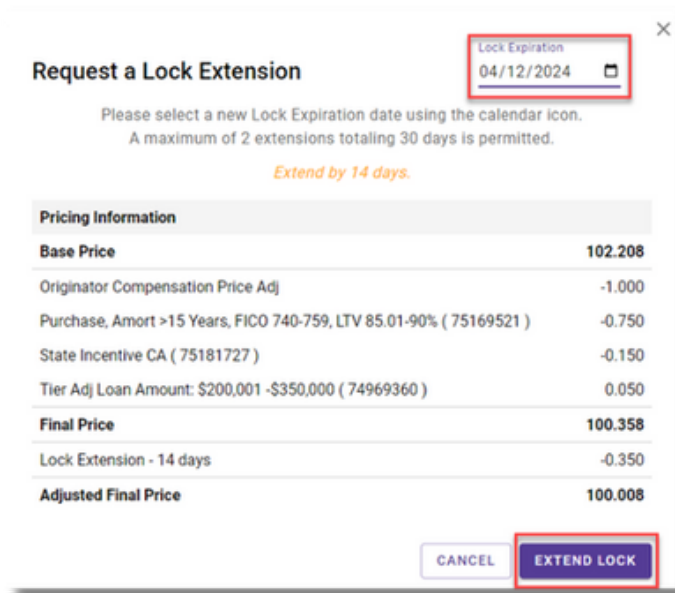 Lock Expiration
Request a Lock Extension 04/12/2024
Please select a new Lock Expiration date using the calendar icon.
A maximum of 2 extensions totaling 30 days is permitted.
Extend by 14 days.
Pricing Information
Base Price 102.208
Originator Compensation Price Adj -1.000
Purchase, Amort >15 Years, FICO 740-759, LTV 85.01-90% ( 75169521 ) -0.750
State Incentive CA ( 75181727 ) -0.150
Tier Adj Loan Amount: $200,001 -$350,000 ( 74969360 ) 0.050
Final Price 100.358
Lock Extension - 14 days -0.350
Adjusted Final Price 100.008
CANCEL EXTEND LOCK